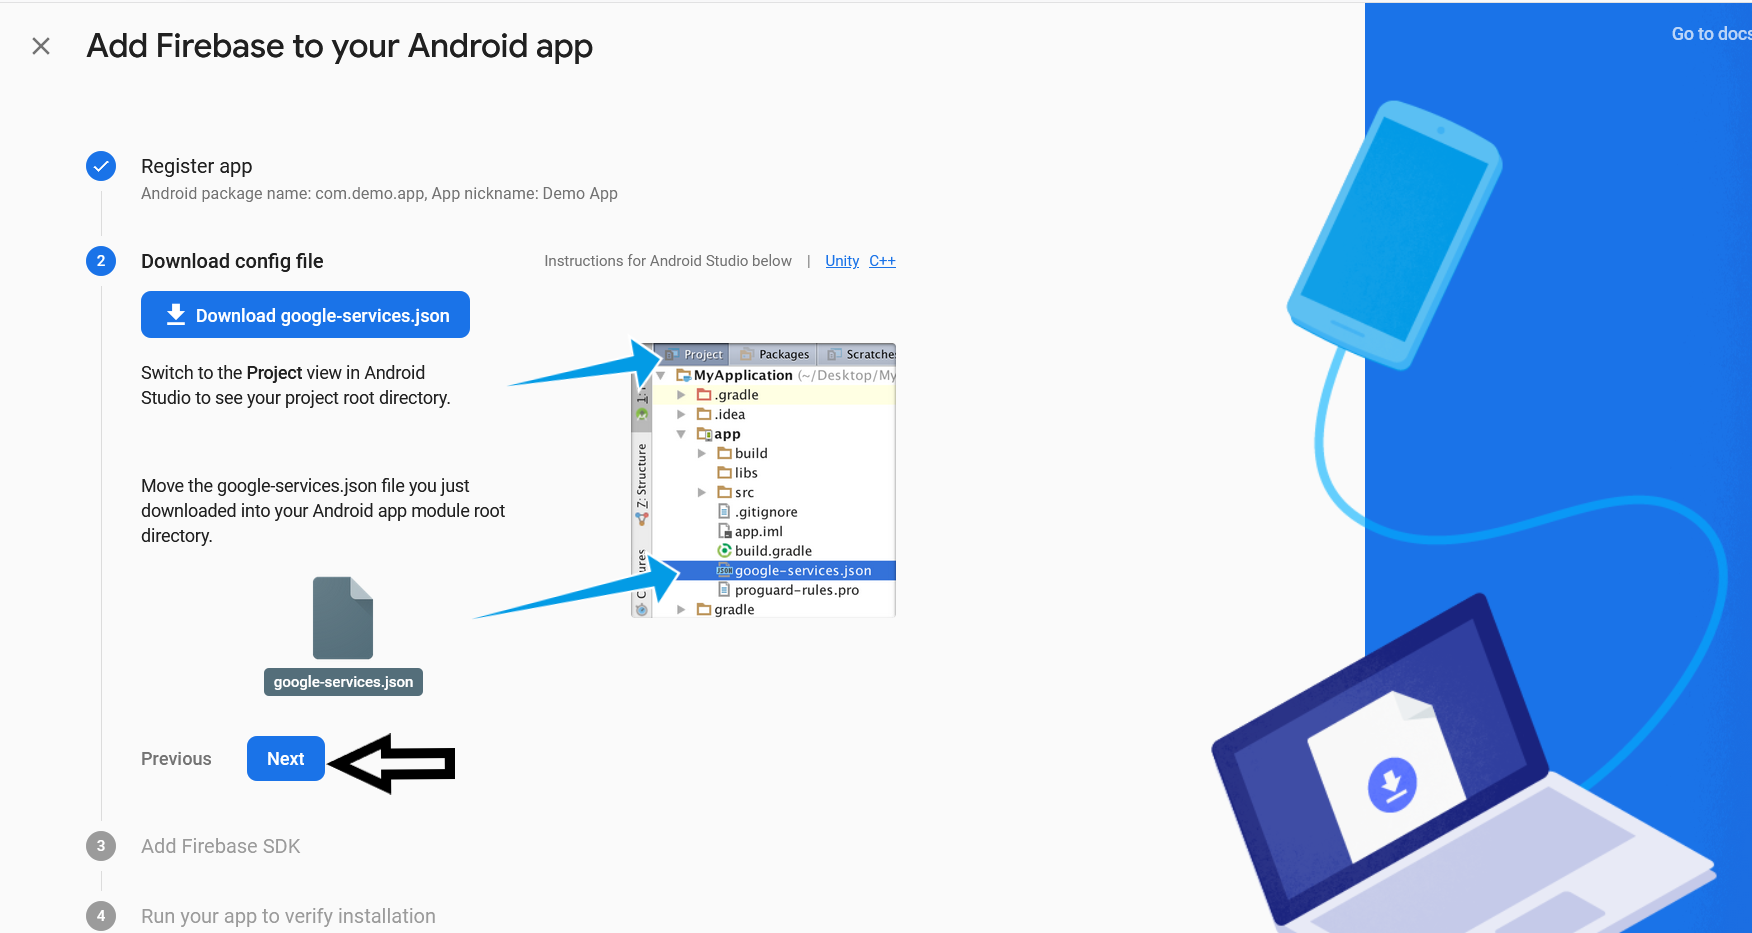 Add Firebase to your Android app
Go to docs
Register app
Android package name: com.demo.app, App nickname: Demo App
2
Download config file
Instructions for Android Studio below | Unity C++
Download google-services.json
Switch to the Project view in Android
Studio to see your project root directory.
Move the google-services.json file you just
downloaded into your Android app module root
directory.
google-services.json
Project Packages Scratches
MyApplication (~/Desktop/My
.gradle
.idea
app
build
libs
src
.gitignore
app.iml
build.gradle
google-services.json
proguard-rules.pro
gradle
1:
Z: Structure
Previous
Next
3
Add Firebase SDK
4
Run your app to verify installation